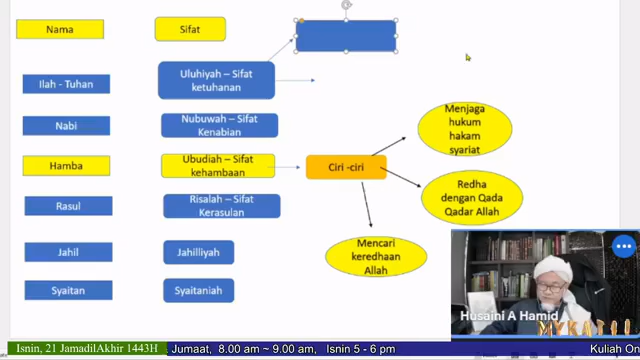 Nama
Sifat
Ilah - Tuhan
Uluhiyah – Sifat
ketuhanan
Nabi
Nubuwah – Sifat
Kenabian
Hamba
Ubudiah – Sifat
kehambaan
Ciri -ciri
Menjaga
hukum
hakam
syariat
Redha
dengan Qada
Qadar Allah
Mencari
keredhaan
Allah
Rasul
Risalah – Sifat
Kerasulan
Jahil
Jahilliyah
Syaitan
Syaitaniah
Husaini A Hamid
Isnin, 21 JamadilAkhir 1443H
Jumaat, 8.00 am ~ 9.00 am, Isnin 5 - 6 pm
Kuliah On